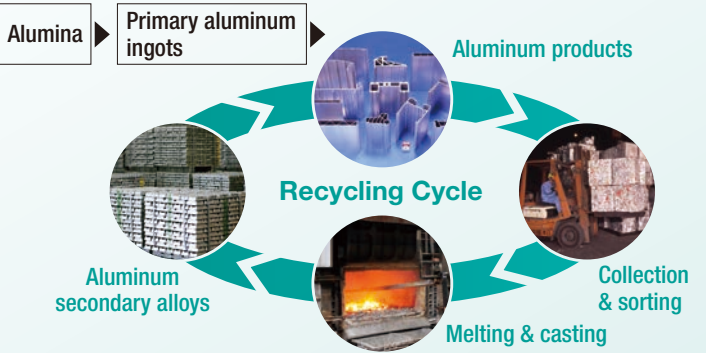 Alumina
Primary aluminum
ingots
Aluminum products
Recycling Cycle
Collection
& sorting
Melting & casting
Aluminum
secondary alloys